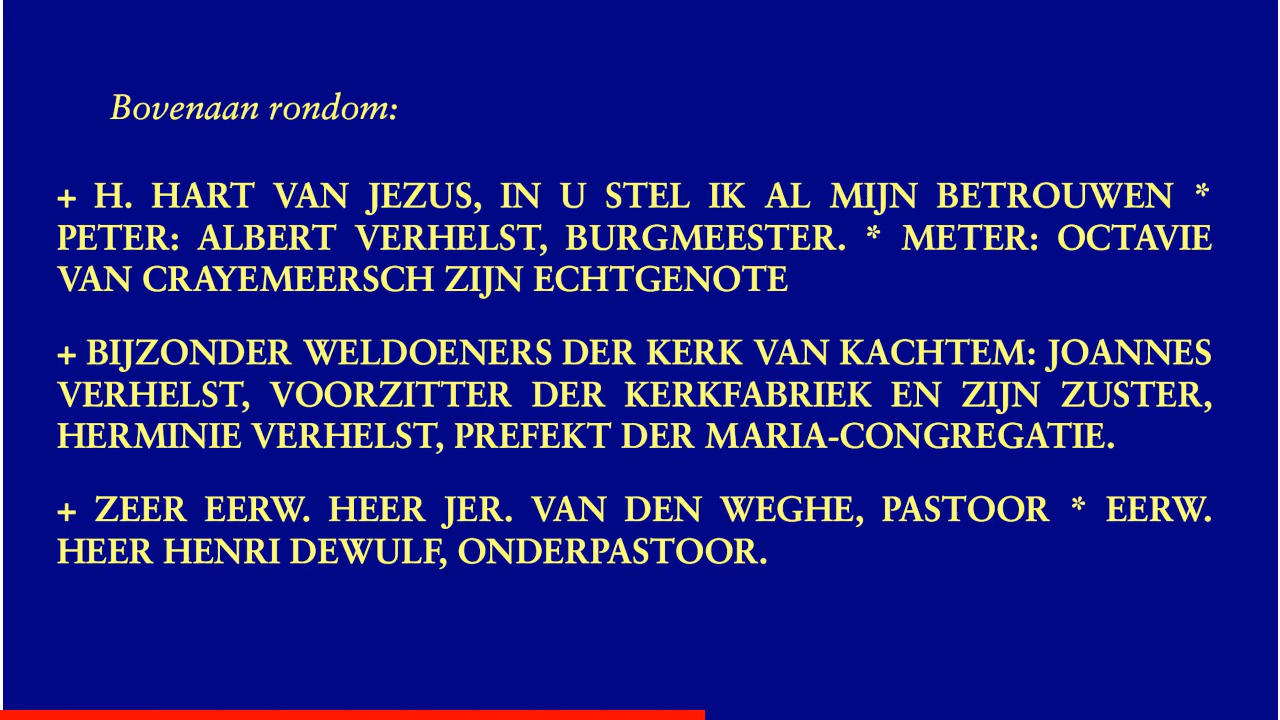 Bovenaan rondom:
+ H. HART VAN JEZUS, IN U STEL IK AL MIJN BETROUWEN *
PETER: ALBERT VERHELST, BURGMEESTER. * METER: OCTAVIE
VAN CRAYEMEERSCH ZIJN ECHTGENOTE
+ BIJZONDER WELDOENERS DER KERK VAN KACHTEM: JOANNES
VERHELST, VOORZITTER DER KERKFABRIEK EN ZIJN ZUSTER,
HERMINIE VERHELST, PREFEKT DER MARIA-CONGREGATIE.
+ ZEER EERW. HEER JER. VAN DEN WEGHE, PASTOOR * EERW.
HEER HENRI DEWULF, ONDERPASTOOR.